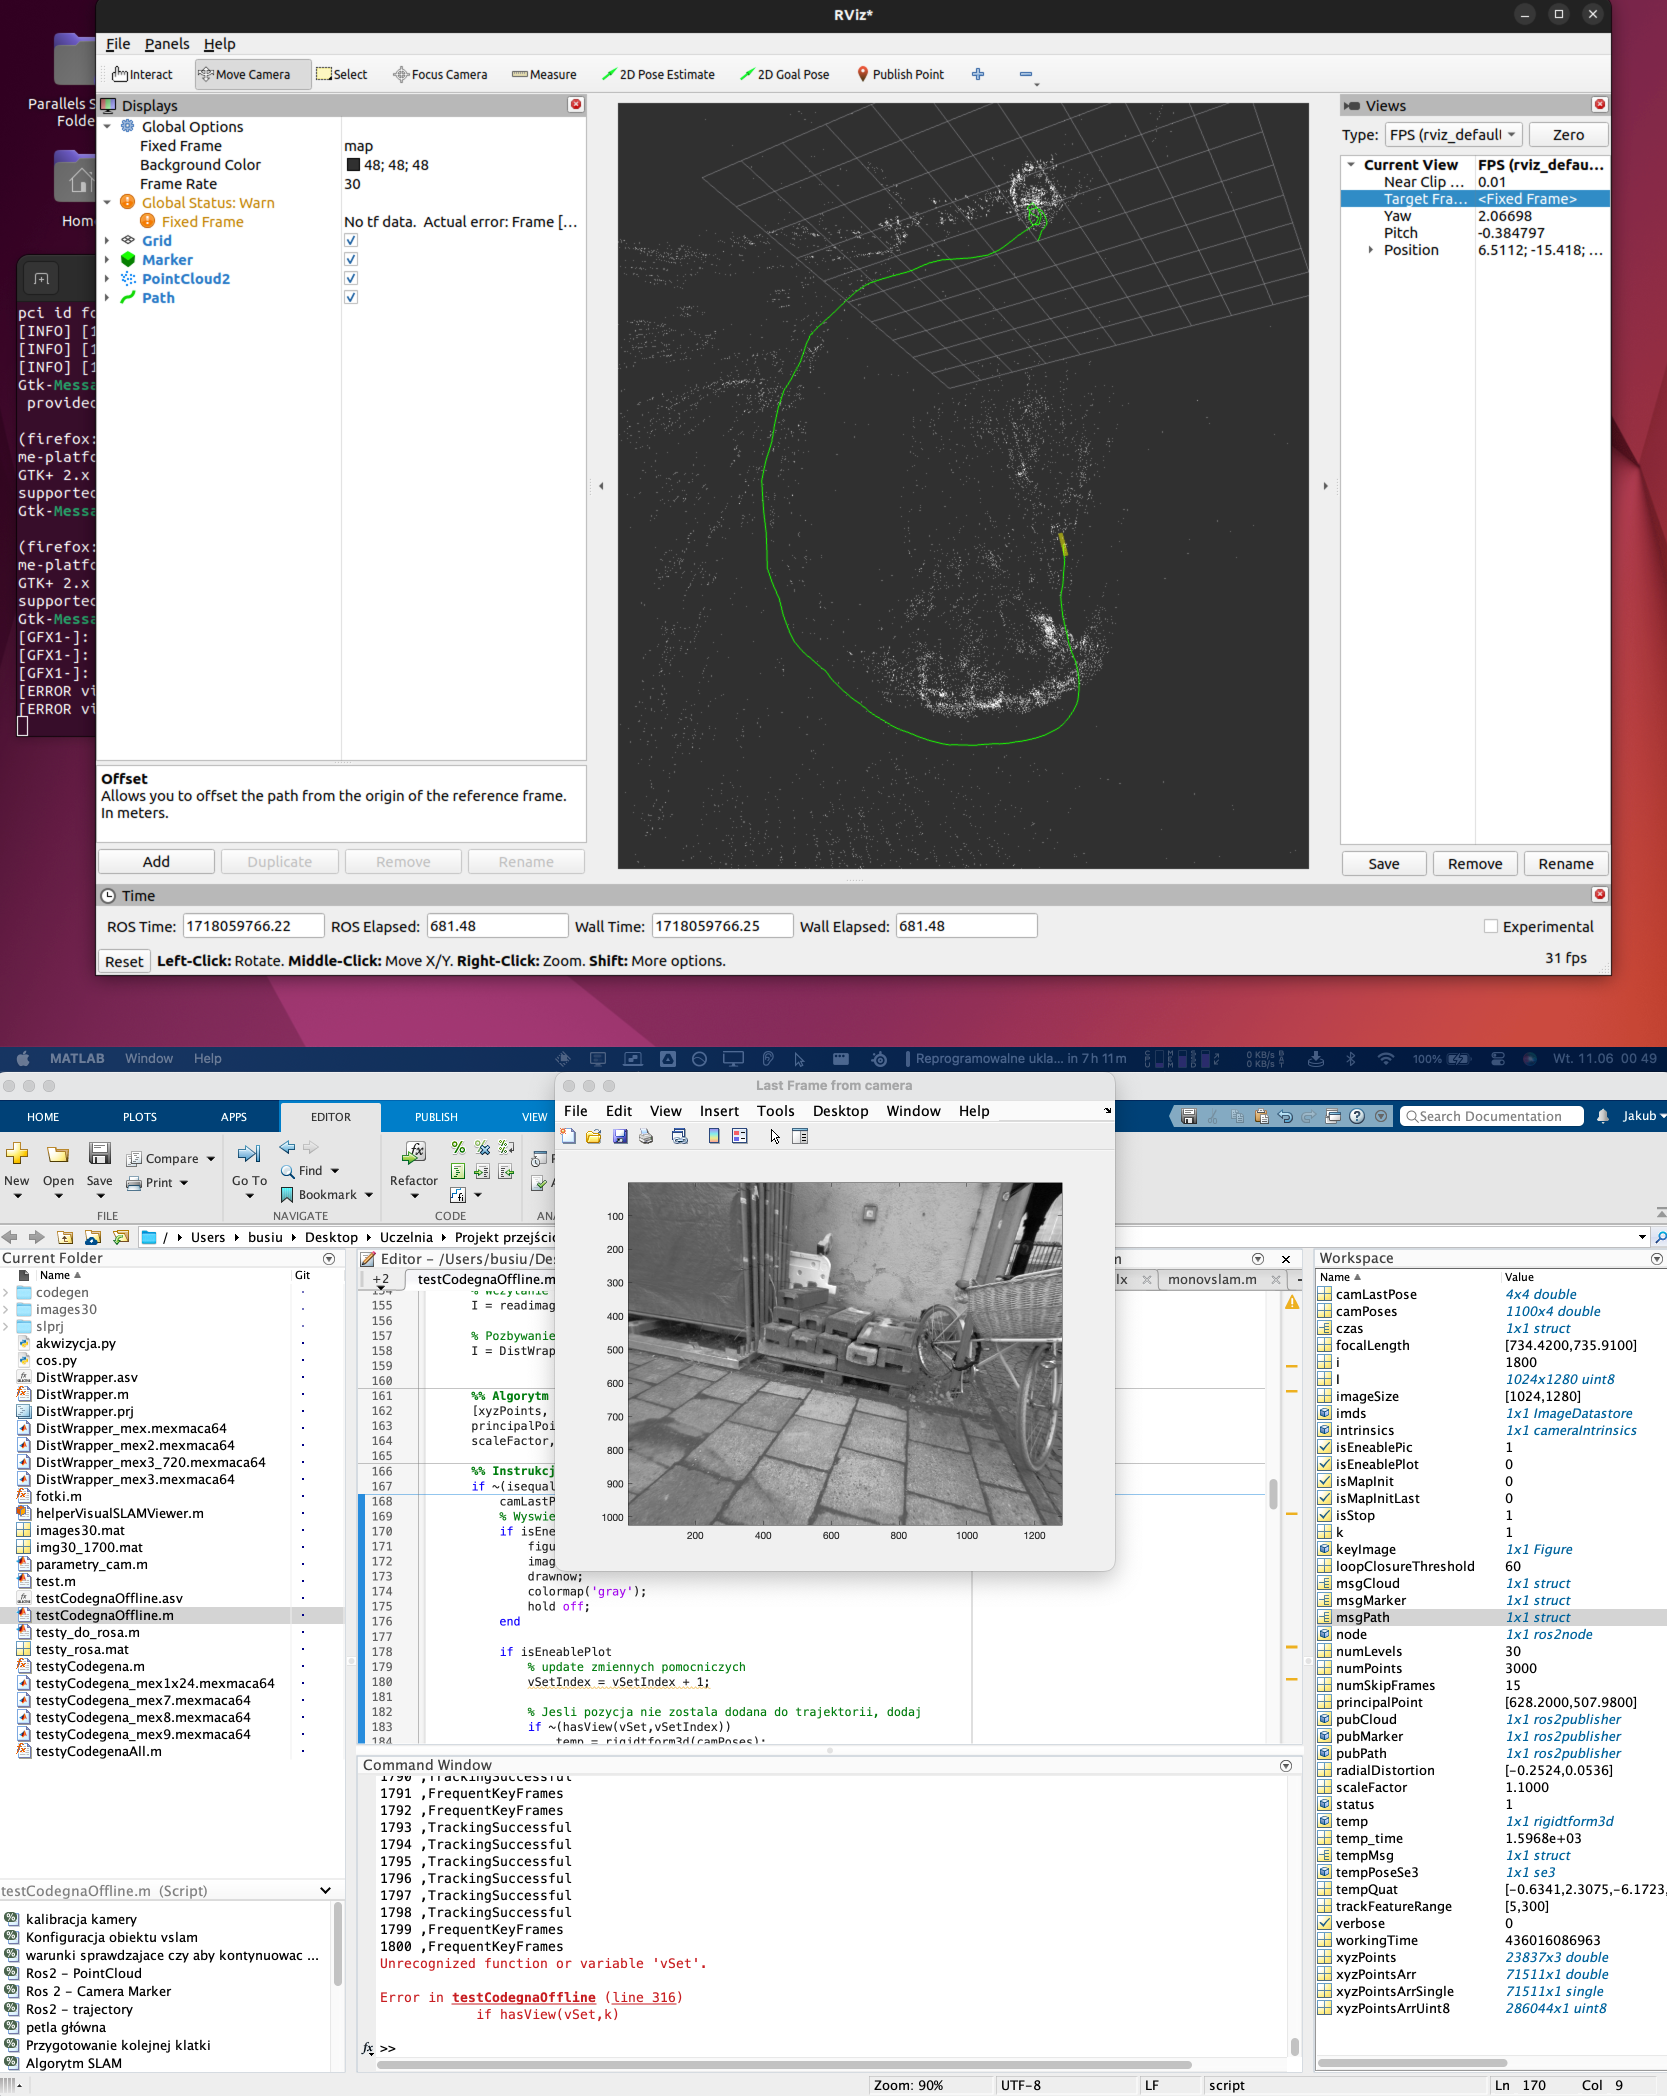 RViz*
File Panels Help
Interact Move Camera Select Focus Camera Measure 2D Pose Estimate 2D Goal Pose Publish Point
Parallels S
Folde
Home
Displays
Global Options
Fixed Frame map
Background Color 48; 48; 48
Frame Rate 30
Global Status: Warn
Fixed Frame No tf data. Actual error: Frame [...
Grid
Marker
PointCloud2
Path
Offset
Allows you to offset the path from the origin of the reference frame.
In meters.
Add Duplicate Remove Rename
Views
Type: FPS (rviz_defaul Zero
Current View FPS (rviz_defau...
Near Clip ... 0.01
Target Fra... <Fixed Frame>
Yaw 2.06698
Pitch -0.384797
Position 6.5112; -15.418; ...
Save Remove Rename
Time
ROS Time: 1718059766.22 ROS Elapsed: 681.48 Wall Time: 1718059766.25 Wall Elapsed: 681.48 Experimental
Reset Left-Click: Rotate. Middle-Click: Move X/Y. Right-Click: Zoom. Shift: More options. 31 fps
pci id fo
[INFO] [1
[INFO] [1
[INFO] [1
Gtk-Messa
provided
(firefox:
me-platfo
GTK+ 2.x
supported
Gtk-Messa
(firefox:
me-platfo
GTK+ 2.x
supported
Gtk-Messa
[GFX1-]:
[GFX1-]:
[GFX1-]:
[ERROR vi
[ERROR vi
MATLAB Window Help Reprogramowalne ukla... in 7 h 11 m 0 KB/s 0 KB/s 100% Wt. 11.06 00 49
Last Frame from camera
File Edit View Insert Tools Desktop Window Help
HOME PLOTS APPS EDITOR PUBLISH VIEW Search Documentation Jakub
New Open Save Compare Print
FILE
Go To Find Bookmark
NAVIGATE
Refactor
CODE
ANA
/ Users busiu Desktop Uczelnia Projekt przejścio
100
200
300
400
500
600
700
800
900
1000
200 400 600 800 1000 1200
Current Folder
Name Git
codegen
images30
slprj
akwizycja.py
cos.py
DistWrapper.asv
DistWrapper.m
DistWrapper.prj
DistWrapper_mex.mexmaca64
DistWrapper_mex2.mexmaca64
DistWrapper_mex3_720.mexmaca64
DistWrapper_mex3.mexmaca64
fotki.m
helperVisualSLAMViewer.m
images30.mat
img30_1700.mat
parametry_cam.m
test.m
testCodegnaOffline.asv
testCodegnaOffline.m
testy_do_rosa.m
testy_rosa.mat
testyCodegena.m
testyCodegena_mex1x24.mexmaca64
testyCodegena_mex7.mexmaca64
testyCodegena_mex8.mexmaca64
testyCodegena_mex9.mexmaca64
testyCodegenaAll.m
testCodegnaOffline.m (Script)
kalibracja kamery
Konfiguracja obiektu vslam
warunki sprawdzajace czy aby kontynuowac ...
Ros2 - PointCloud
Ros 2 - Camera Marker
Ros2 - trajectory
petla główna
Przygotowanie kolejnej klatki
Algorytm SLAM
Editor - /Users/busiu/Des
+2 testCodegnaOffline.m lx monovslam.m
154 % Wczytanie
155 I = readimag
156
157 % Pozbywanie
158 I = DistWrap
159
160
161 %% Algorytm
162 [xyzPoints,
163 principalPoi
164 scaleFactor,
165
166 %% Instrukcj
167 if ~(isequal
168 camLastP
169 % Wyswie
170 if isEne
171 figu
172 imag
173 drawnow;
174 colormap('gray');
175 hold off;
176 end
177
178 if isEneablePlot
179 % update zmiennych pomocniczych
180 vSetIndex = vSetIndex + 1;
181
182 % Jesli pozycja nie zostala dodana do trajektorii, dodaj
183 if ~(hasView(vSet,vSetIndex))
184 temp = rigidtform3d(camPoses);
Command Window
1790 ,TrackingSuccessful
1791 ,FrequentKeyFrames
1792 ,FrequentKeyFrames
1793 ,TrackingSuccessful
1794 ,TrackingSuccessful
1795 ,TrackingSuccessful
1796 ,TrackingSuccessful
1797 ,TrackingSuccessful
1798 ,TrackingSuccessful
1799 ,FrequentKeyFrames
1800 ,FrequentKeyFrames
Unrecognized function or variable 'vSet'.
Error in testCodegnaOffline (line 316)
if hasView(vSet,k)
fx >>
Workspace
Name Value
camLastPose 4x4 double
camPoses 1100x4 double
czas 1x1 struct
focalLength [734.4200,735.9100]
i 1800
I 1024x1280 uint8
imageSize [1024,1280]
imds 1x1 ImageDatastore
intrinsics 1x1 cameraIntrinsics
isEneablePic 1
isEneablePlot 0
isMapInit 0
isMapInitLast 0
isStop 1
k 1
keyImage 1x1 Figure
loopClosureThreshold 60
msgCloud 1x1 struct
msgMarker 1x1 struct
msgPath 1x1 struct
node 1x1 ros2node
numLevels 30
numPoints 3000
numSkipFrames 15
principalPoint [628.2000,507.9800]
pubCloud 1x1 ros2publisher
pubMarker 1x1 ros2publisher
pubPath 1x1 ros2publisher
radialDistortion [-0.2524,0.0536]
scaleFactor 1.1000
status 1
temp 1x1 rigidtform3d
temp_time 1.5968e+03
tempMsg 1x1 struct
tempPoseSe3 1x1 se3
tempQuat [-0.6341,2.3075,-6.1723,
trackFeatureRange [5,300]
verbose 0
workingTime 436016086963
xyzPoints 23837x3 double
xyzPointsArr 71511x1 double
xyzPointsArrSingle 71511x1 single
xyzPointsArrUint8 286044x1 uint8
Zoom: 90% UTF-8 LF script Ln 170 Col 9